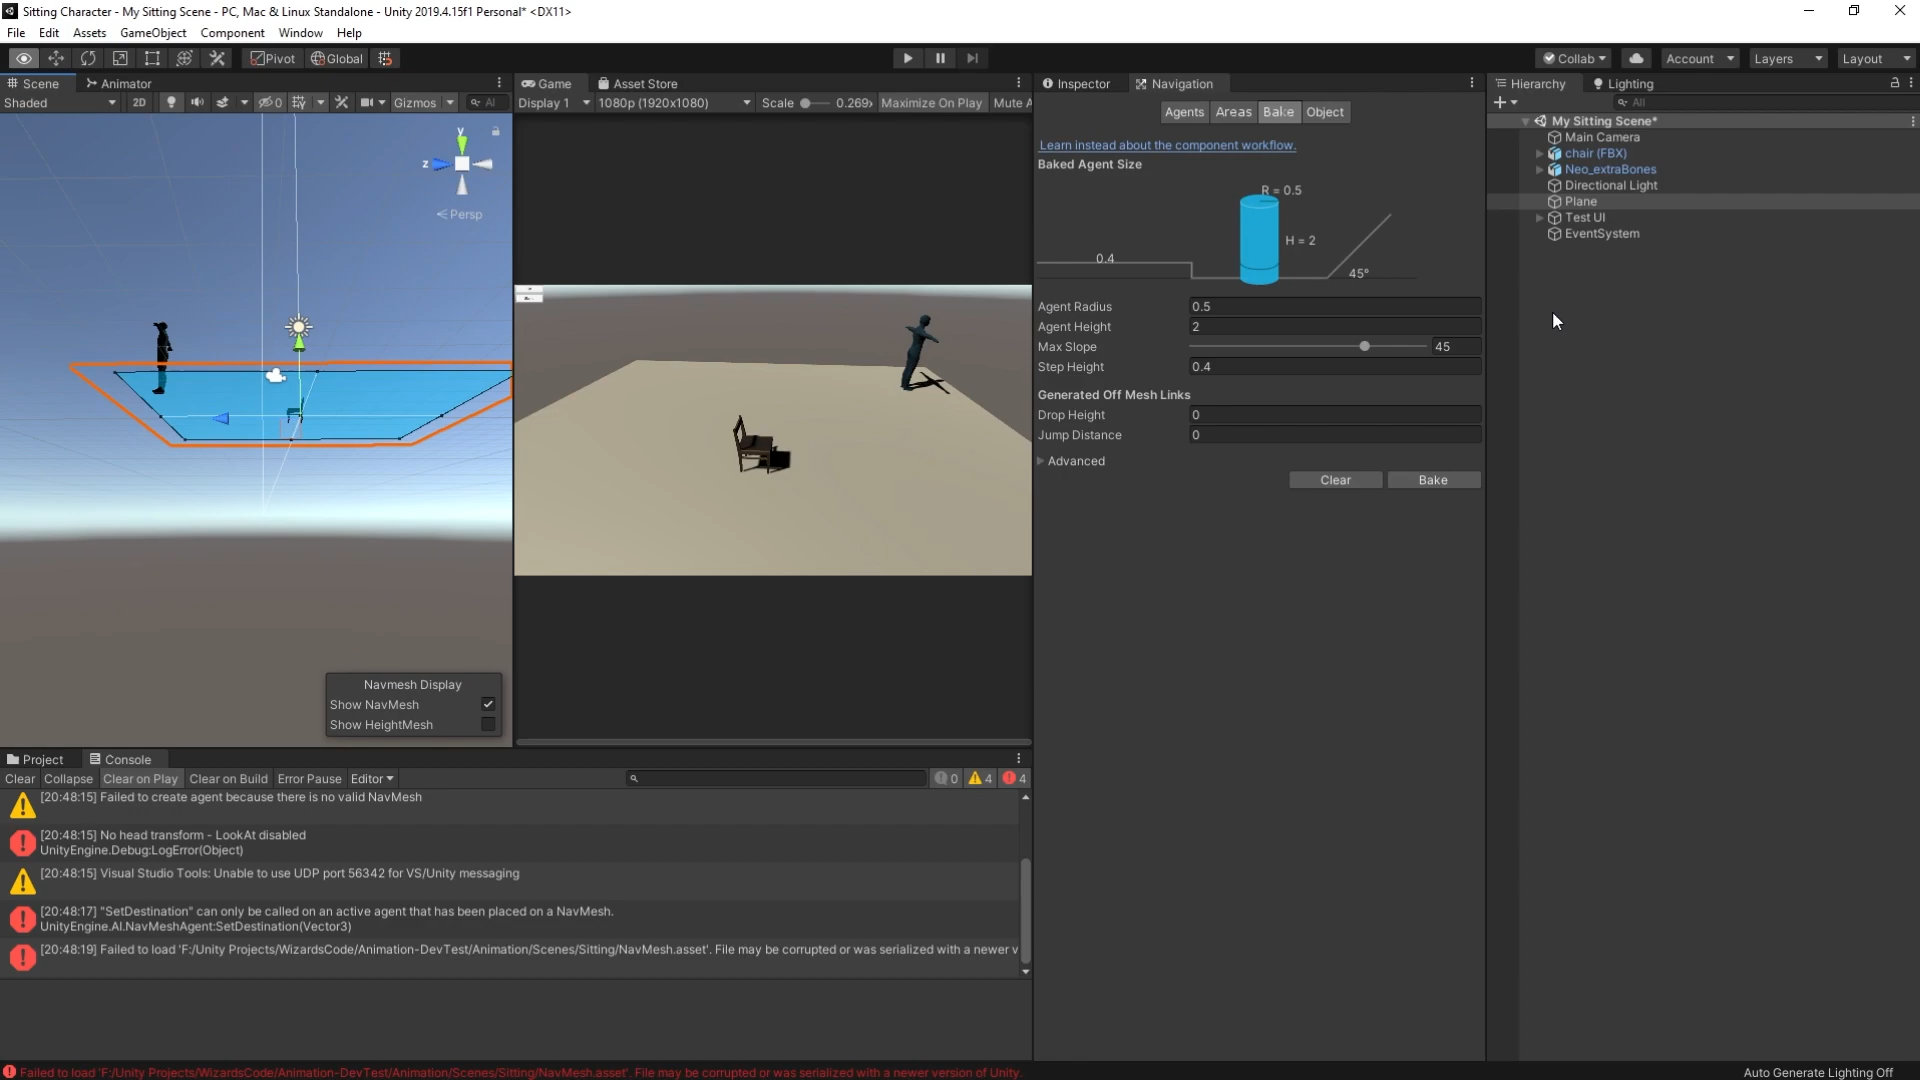 Sitting Character - My Sitting Scene - PC, Mac & Linux Standalone - Unity 2019.4.15f1 Personal* <DX11>
File Edit Assets GameObject Component Window Help
Pivot Global Collab Account Layers Layout
Scene Animator
Shaded 2D 0 Gizmos Al
y
z
Persp
Navmesh Display
Show NavMesh
Show HeightMesh
Game Asset Store
Display 1 1080p (1920x1080) Scale 0.269x Maximize On Play Mute A
Inspector Navigation
Agents Areas Bake Object
Learn instead about the component workflow.
Baked Agent Size
R = 0.5
H = 2
0.4
45°
Agent Radius 0.5
Agent Height 2
Max Slope 45
Step Height 0.4
Generated Off Mesh Links
Drop Height 0
Jump Distance 0
Advanced
Clear Bake
Hierarchy Lighting
All
My Sitting Scene*
Main Camera
chair (FBX)
Neo_extraBones
Directional Light
Plane
Test UI
EventSystem
Project Console
Clear Collapse Clear on Play Clear on Build Error Pause Editor 0 4 4
[20:48:15] Failed to create agent because there is no valid NavMesh
[20:48:15] No head transform - LookAt disabled
UnityEngine.Debug:LogError(Object)
[20:48:15] Visual Studio Tools: Unable to use UDP port 56342 for VS/Unity messaging
[20:48:17] "SetDestination" can only be called on an active agent that has been placed on a NavMesh.
UnityEngine.AI.NavMeshAgent:SetDestination(Vector3)
[20:48:19] Failed to load 'F:/Unity Projects/WizardsCode/Animation-DevTest/Animation/Scenes/Sitting/NavMesh.asset'. File may be corrupted or was serialized with a newer v
Failed to load 'F:/Unity Projects/WizardsCode/Animation-DevTest/Animation/Scenes/Sitting/NavMesh.asset'. File may be corrupted or was serialized with a newer version of Unity.
Auto Generate Lighting Off